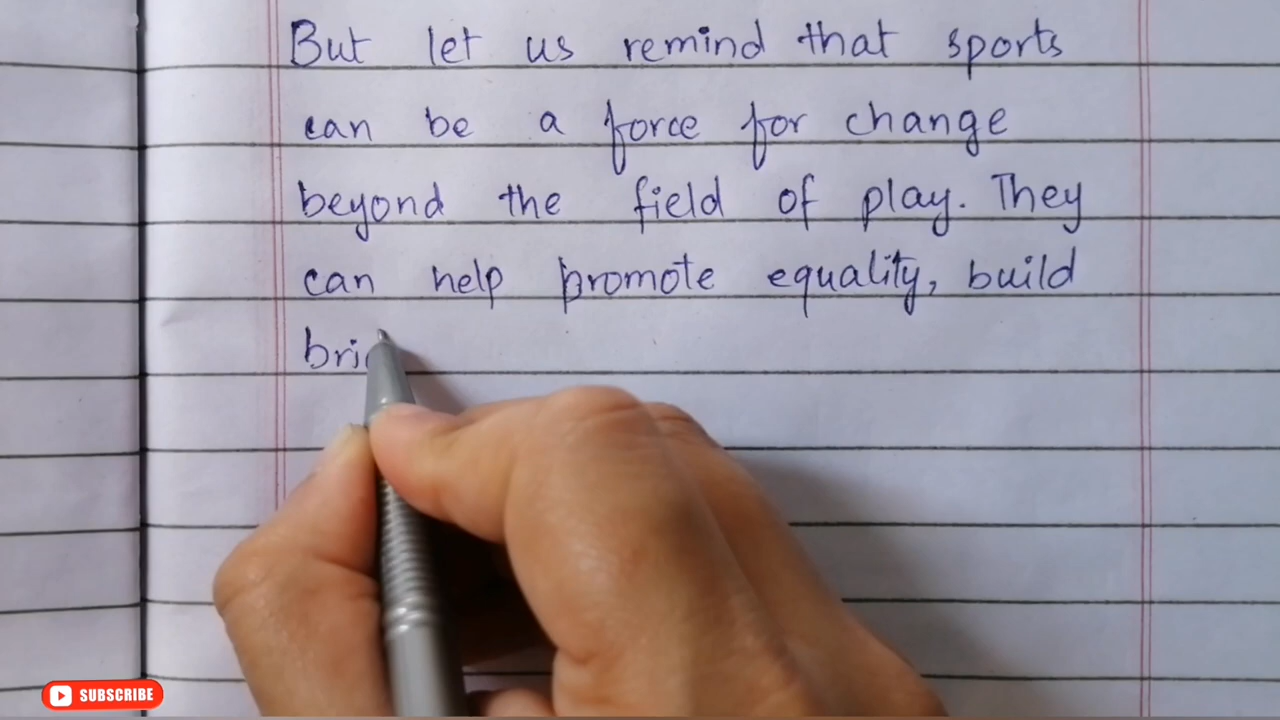 But let us remind that sports
can be a force for change
beyond the field of play. They
can help promote equality, build
SUBSCRIBE